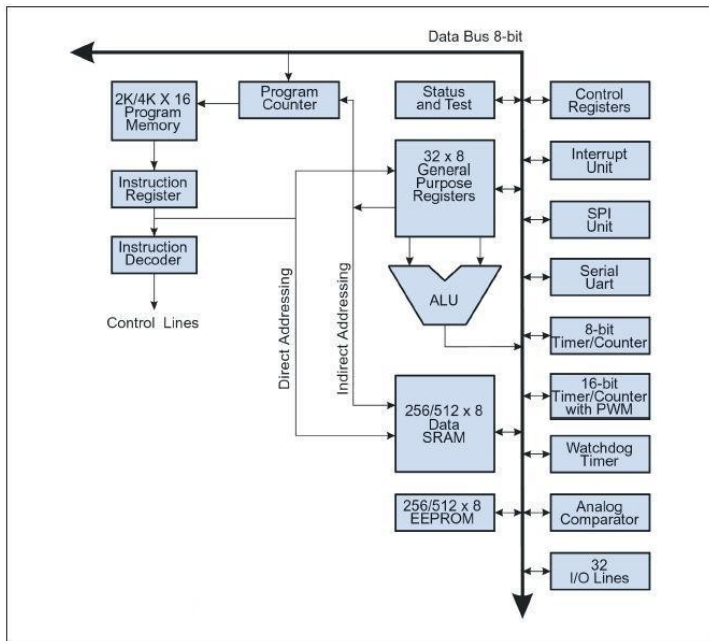 Data Bus 8-bit
2K/4K X 16
Program
Memory
Program
Counter
Status
and Test
Control
Registers
Instruction
Register
32 x 8
General
Purpose
Registers
Interrupt
Unit
SPI
Unit
Instruction
Decoder
Control Lines
Direct Addressing
Indirect Addressing
ALU
Serial
Uart
8-bit
Timer/Counter
256/512 x 8
Data
SRAM
16-bit
Timer/Counter
with PWM
Watchdog
Timer
256/512 x 8
EEPROM
Analog
Comparator
32
I/O Lines